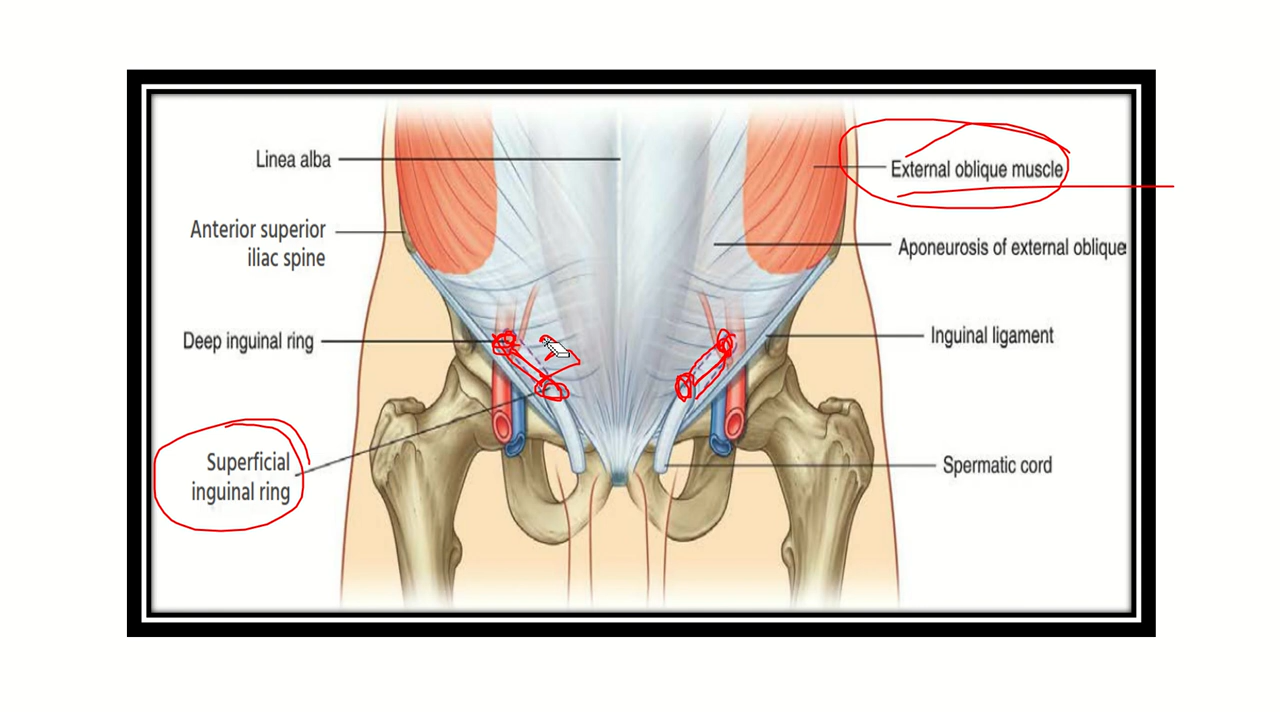 Linea alba
External oblique muscle
Anterior superior
iliac spine
Aponeurosis of external oblique
Deep inguinal ring
Inguinal ligament
Superficial
inguinal ring
Spermatic cord